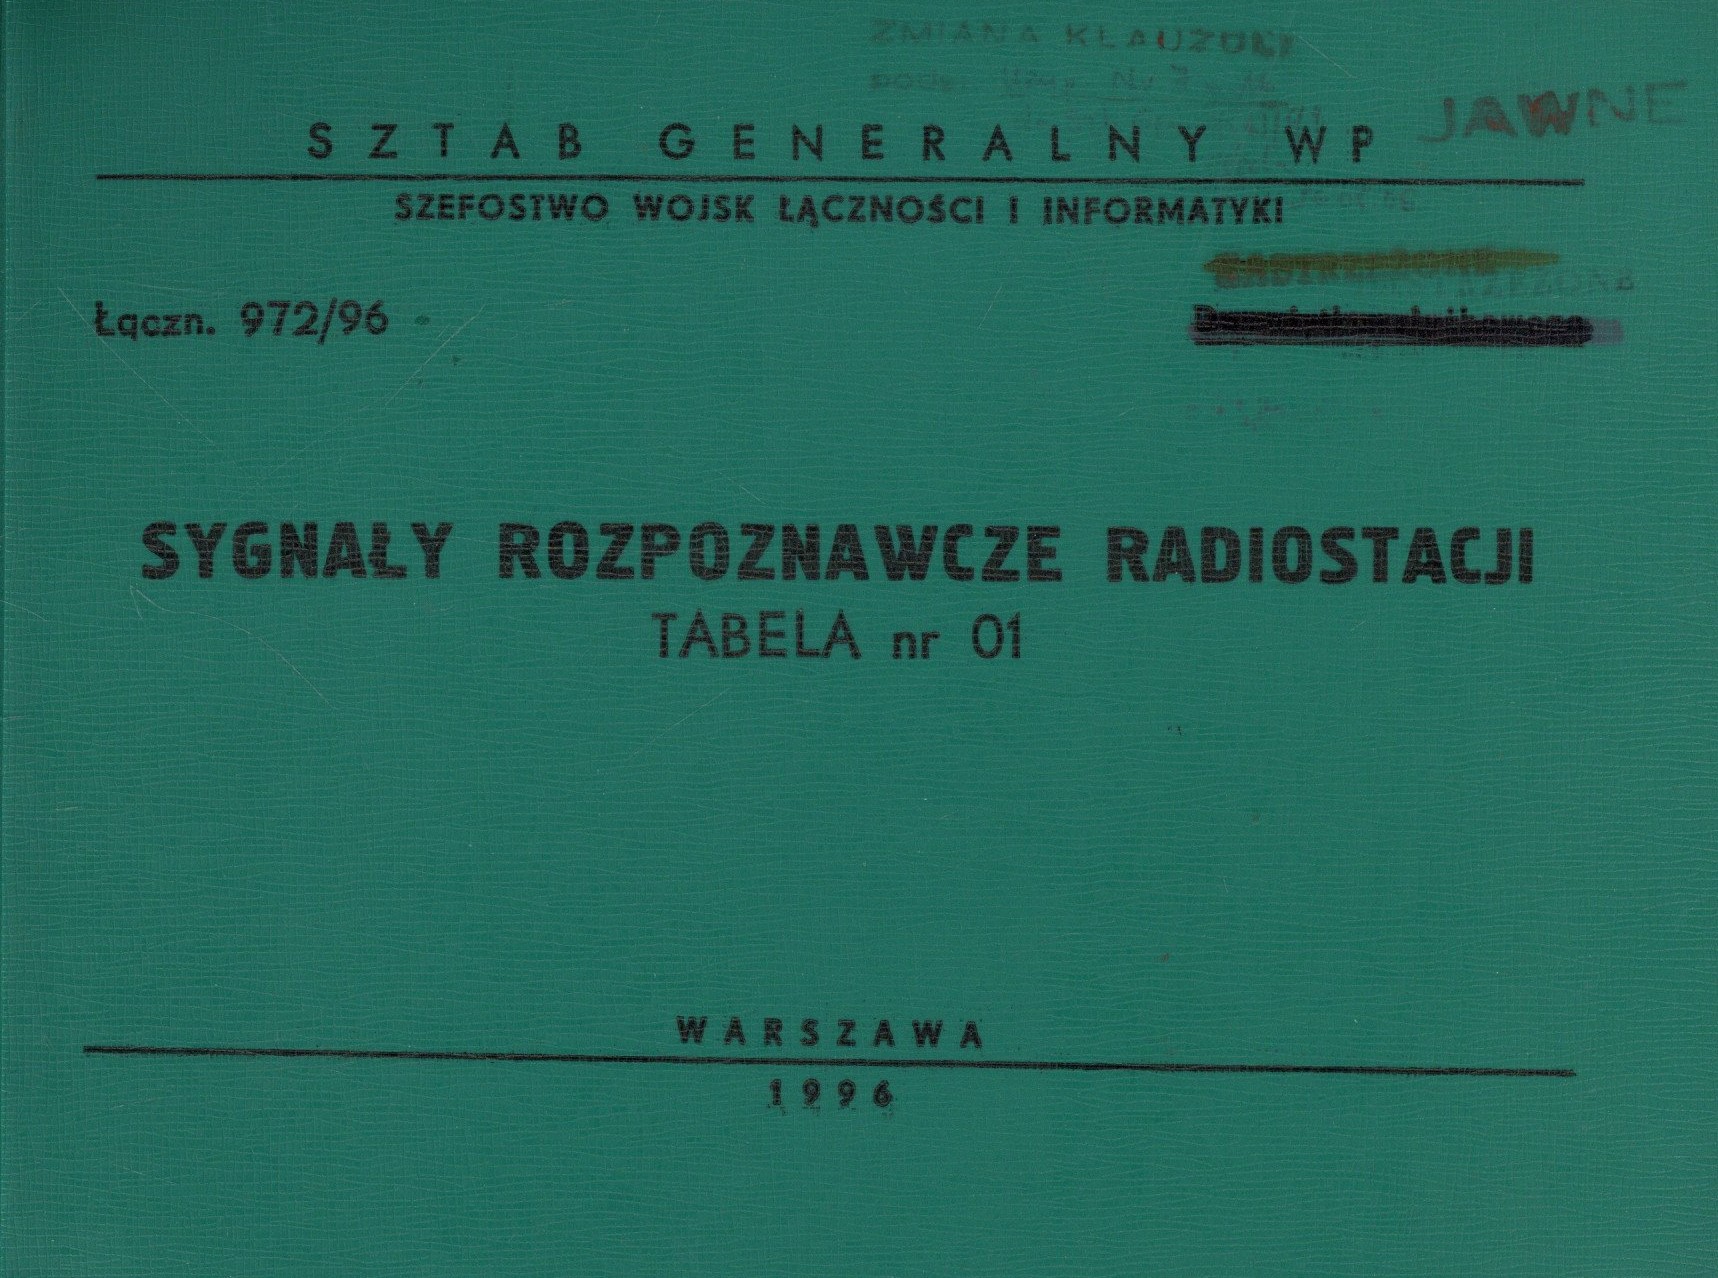 ZMIANA KLAUZULI
JAWNE
SZTAB GENERALNY WP
SZEFOSTWO WOJSK ŁĄCZNOŚCI I INFORMATYKI
Łączn. 972/96
SYGNAŁY ROZPOZNAWCZE RADIOSTACJI
TABELA nr 01
WARSZAWA
1996